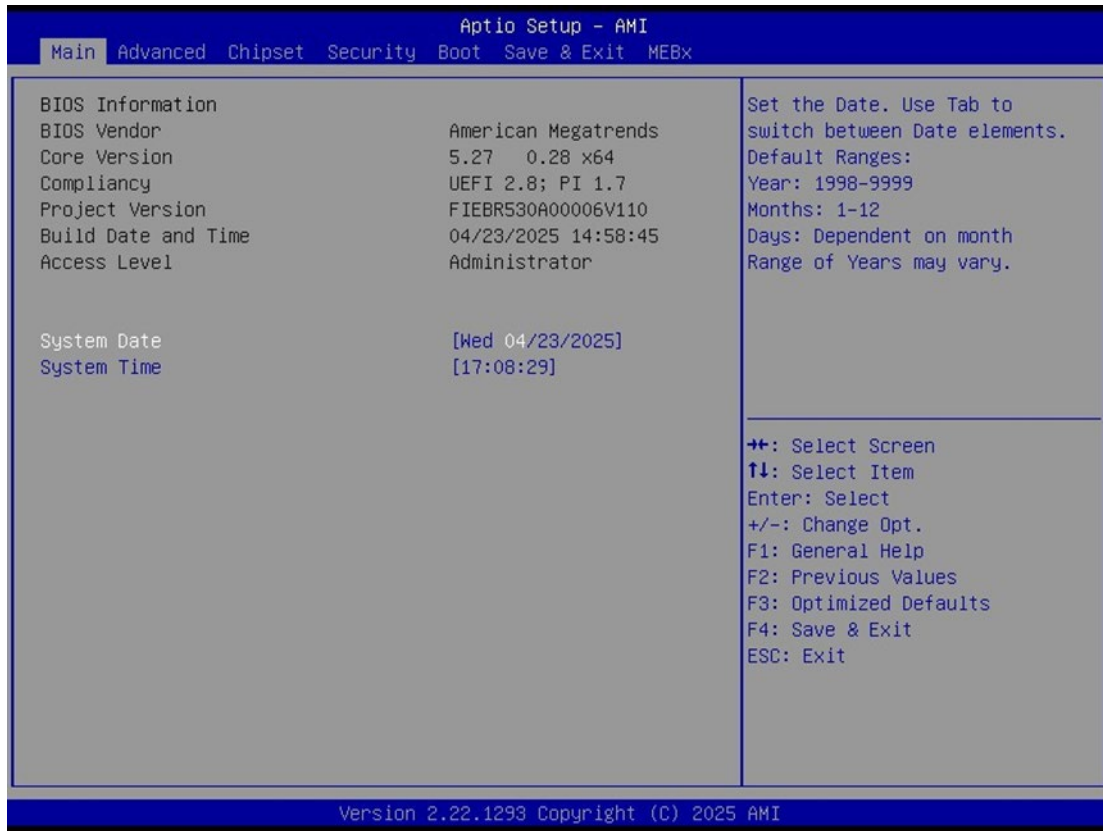 Aptio Setup - AMI
Main Advanced Chipset Security Boot Save & Exit MEBx
BIOS Information
BIOS Vendor American Megatrends
Core Version 5.27 0.28 x64
Compliancy UEFI 2.8; PI 1.7
Project Version FIEBR530A00006V110
Build Date and Time 04/23/2025 14:58:45
Access Level Administrator
System Date [Wed 04/23/2025]
System Time [17:08:29]
Set the Date. Use Tab to
switch between Date elements.
Default Ranges:
Year: 1998-9999
Months: 1-12
Days: Dependent on month
Range of Years may vary.
→←: Select Screen
↑↓: Select Item
Enter: Select
+/-: Change Opt.
F1: General Help
F2: Previous Values
F3: Optimized Defaults
F4: Save & Exit
ESC: Exit
Version 2.22.1293 Copyright (C) 2025 AMI